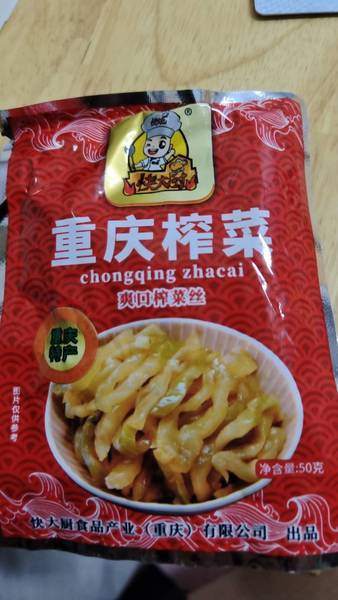 ®
快大厨
重庆榨菜
chongqing zhacai
爽口榨菜丝
重庆
特产
图片仅供参考
净含量:50克
快大厨食品产业（重庆）有限公司 出品